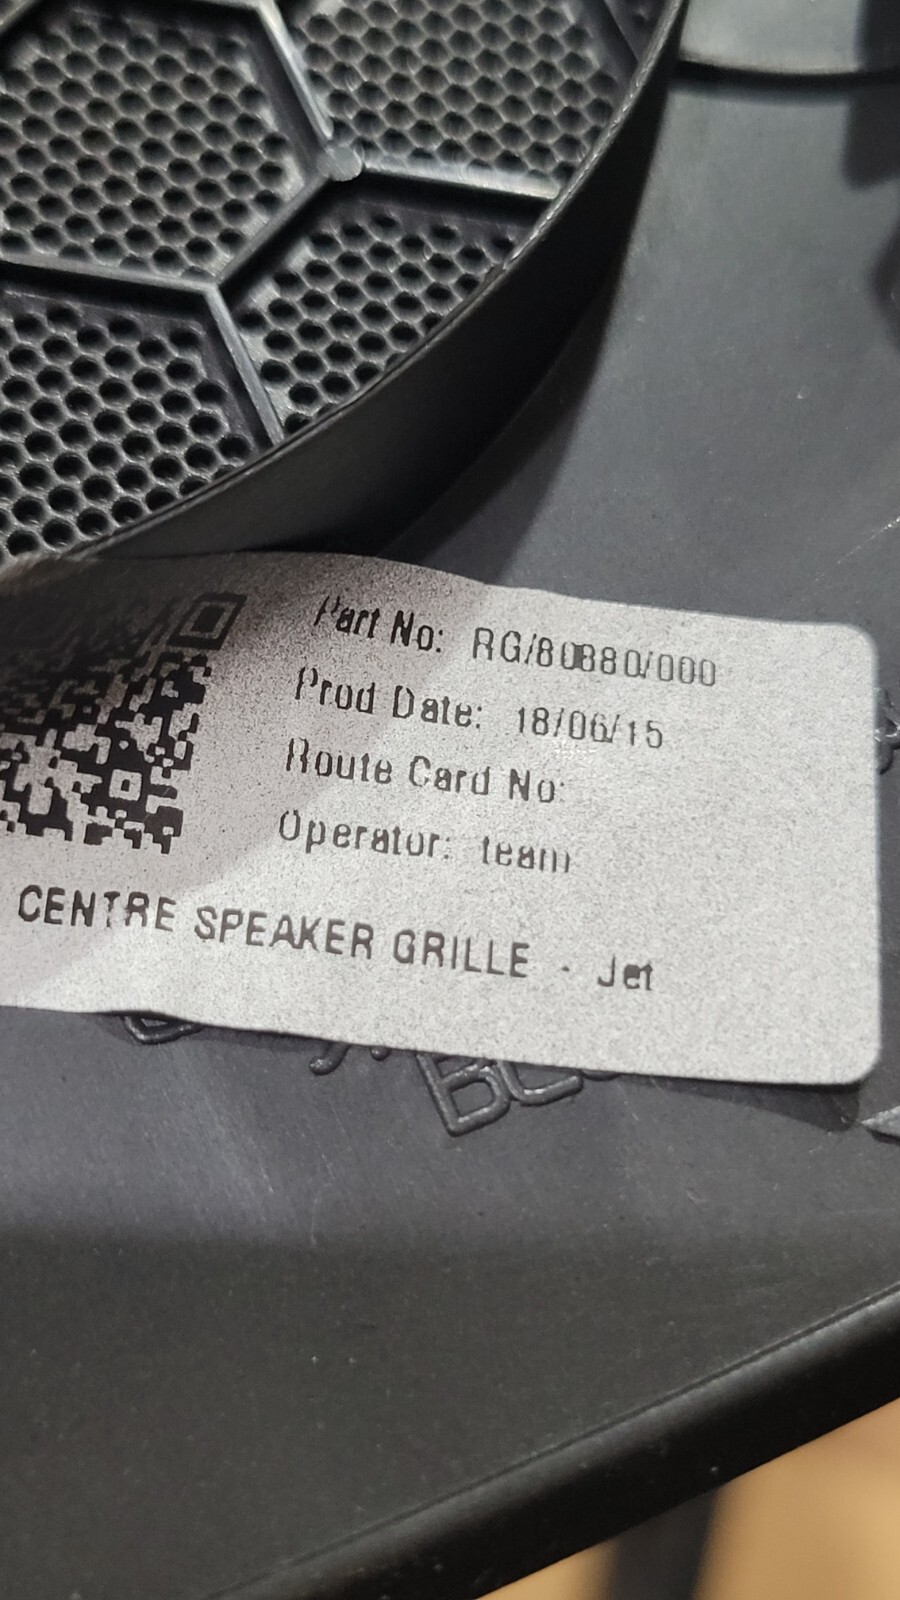 Part No: RG/80880/000
Prod Date: 18/06/15
Route Card No:
Operator: team
CENTRE SPEAKER GRILLE - Jet